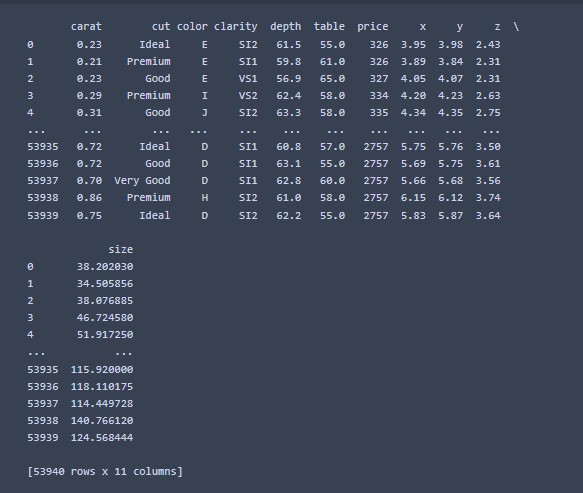 carat        cut color clarity  depth  table  price     x     y     z  \
0       0.23      Ideal     E     SI2   61.5   55.0    326  3.95  3.98  2.43
1       0.21    Premium     E     SI1   59.8   61.0    326  3.89  3.84  2.31
2       0.23       Good     E     VS1   56.9   65.0    327  4.05  4.07  2.31
3       0.29    Premium     I     VS2   62.4   58.0    334  4.20  4.23  2.63
4       0.31       Good     J     SI2   63.3   58.0    335  4.34  4.35  2.75
...      ...        ...   ...     ...    ...    ...    ...   ...   ...   ...
53935   0.72      Ideal     D     SI1   60.8   57.0   2757  5.75  5.76  3.50
53936   0.72       Good     D     SI1   63.1   55.0   2757  5.69  5.75  3.61
53937   0.70  Very Good     D     SI1   62.8   60.0   2757  5.66  5.68  3.56
53938   0.86    Premium     H     SI2   61.0   58.0   2757  6.15  6.12  3.74
53939   0.75      Ideal     D     SI2   62.2   55.0   2757  5.83  5.87  3.64

             size
0       38.202030
1       34.505856
2       38.076885
3       46.724580
4       51.917250
...           ...
53935  115.920000
53936  118.110175
53937  114.449728
53938  140.766120
53939  124.568444

[53940 rows x 11 columns]